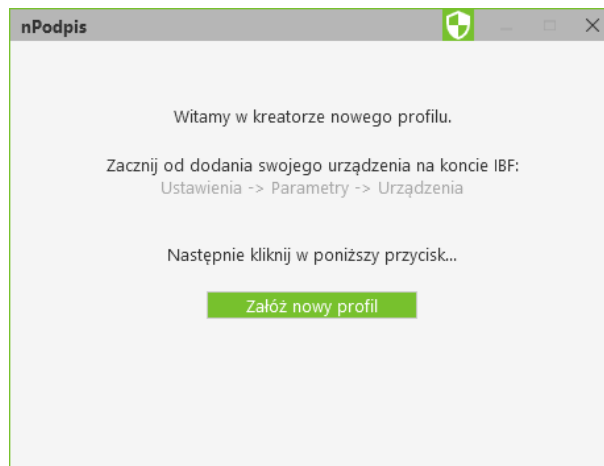 nPodpis
Witamy w kreatorze nowego profilu.
Zacznij od dodania swojego urządzenia na koncie IBF:
Ustawienia -> Parametry -> Urządzenia
Następnie kliknij w poniższy przycisk...
Załóż nowy profil